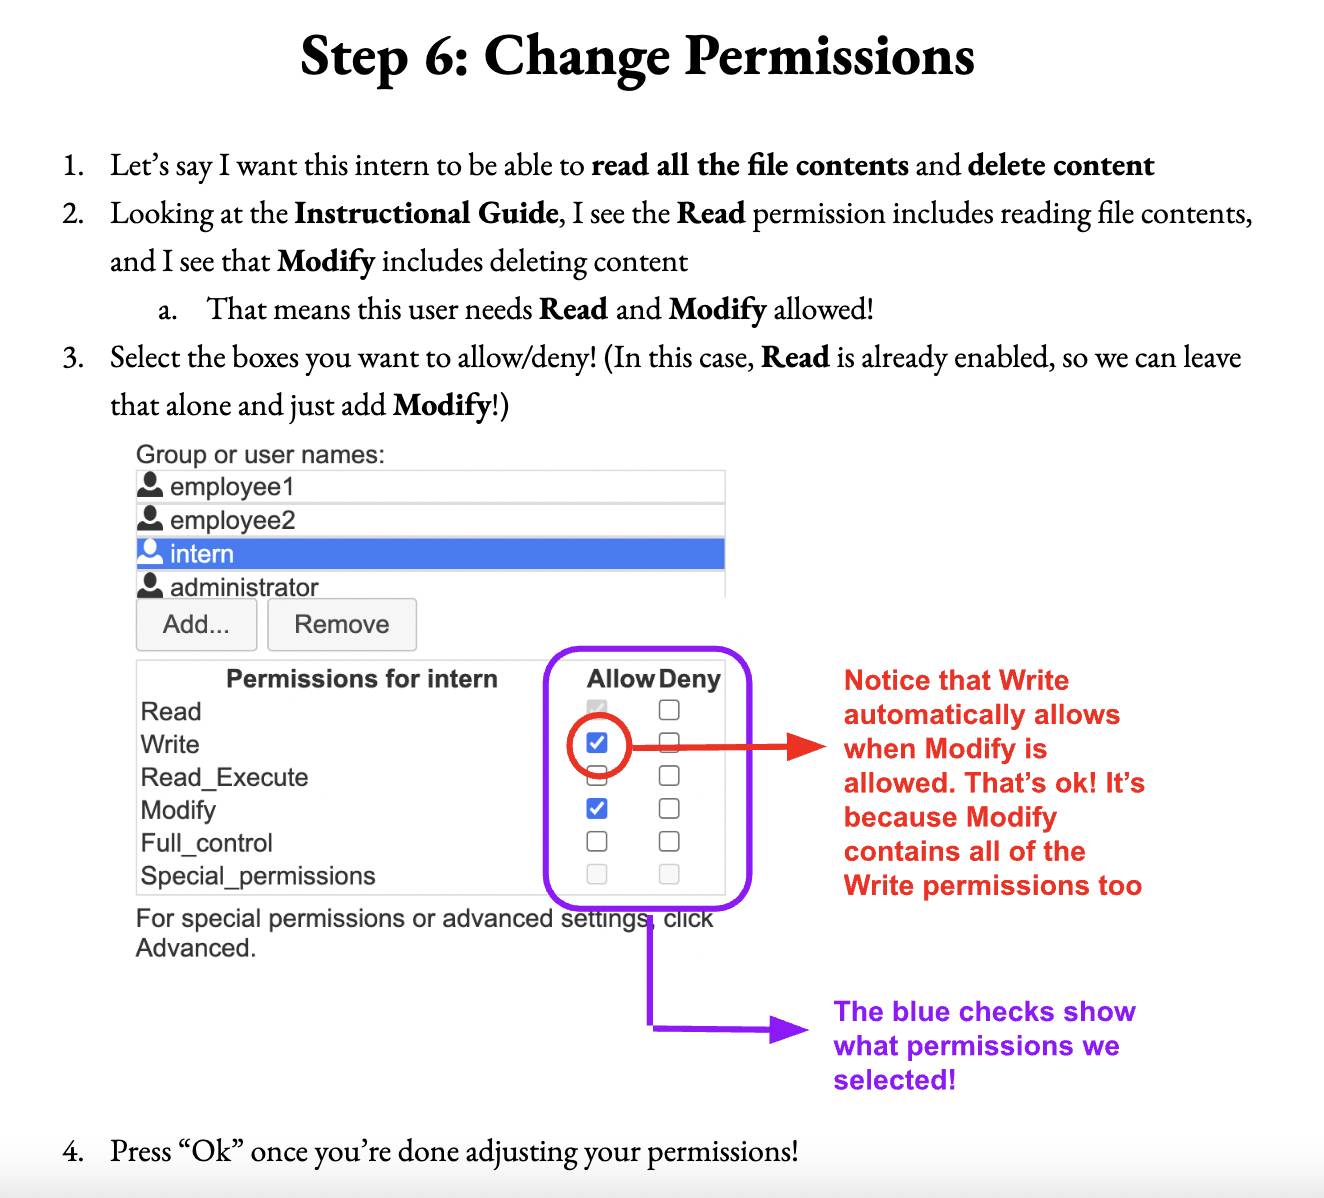 Step 6: Change Permissions
1. Let's say I want this intern to be able to read all the file contents and delete content
2. Looking at the Instructional Guide, I see the Read permission includes reading file contents,
and I see that Modify includes deleting content
a. That means this user needs Read and Modify allowed!
3. Select the boxes you want to allow/deny! (In this case, Read is already enabled, so we can leave
that alone and just add Modify!)
Group or user names:
employee1
employee2
intern
administrator
Add... Remove
Permissions for intern Allow Deny
Read
Write
Read_Execute
Modify
Full_control
Special_permissions
For special permissions or advanced settings, click
Advanced.
Notice that Write
automatically allows
when Modify is
allowed. That's ok! It's
because Modify
contains all of the
Write permissions too
The blue checks show
what permissions we
selected!
4. Press "Ok" once you're done adjusting your permissions!